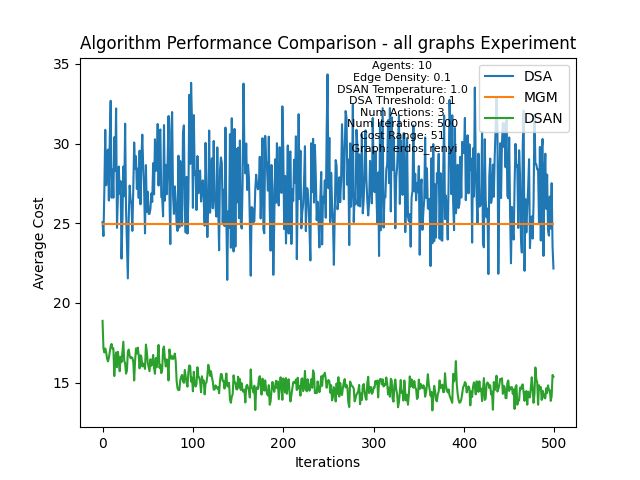 Algorithm Performance Comparison - all graphs Experiment
Agents: 10
Edge Density: 0.1
DSAN Temperature: 1.0
DSA Threshold: 0.1
Num Actions: 3
Num Iterations: 500
Cost Range: 51
Graph: erdos_renyi
DSA
MGM
DSAN
35
30
25
20
15
Average Cost
0
100
200
300
400
500
Iterations